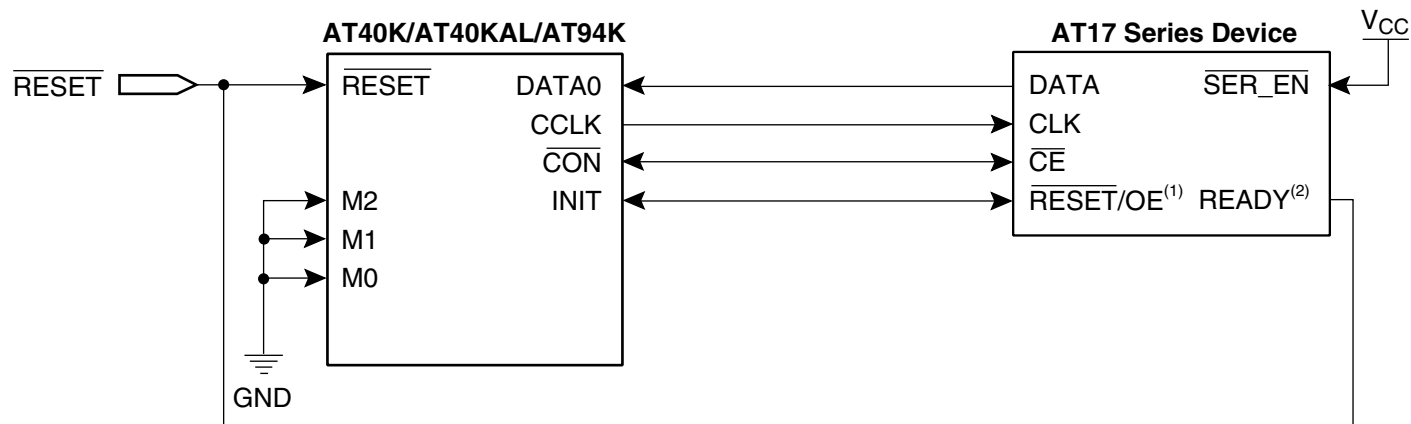 AT40K/AT40KAL/AT94K
AT17 Series Device
VCC
RESET
RESET
DATA0
DATA
SER_EN
CCLK
CLK
CON
CE
M2
INIT
RESET/OE(1)
READY(2)
M1
M0
GND